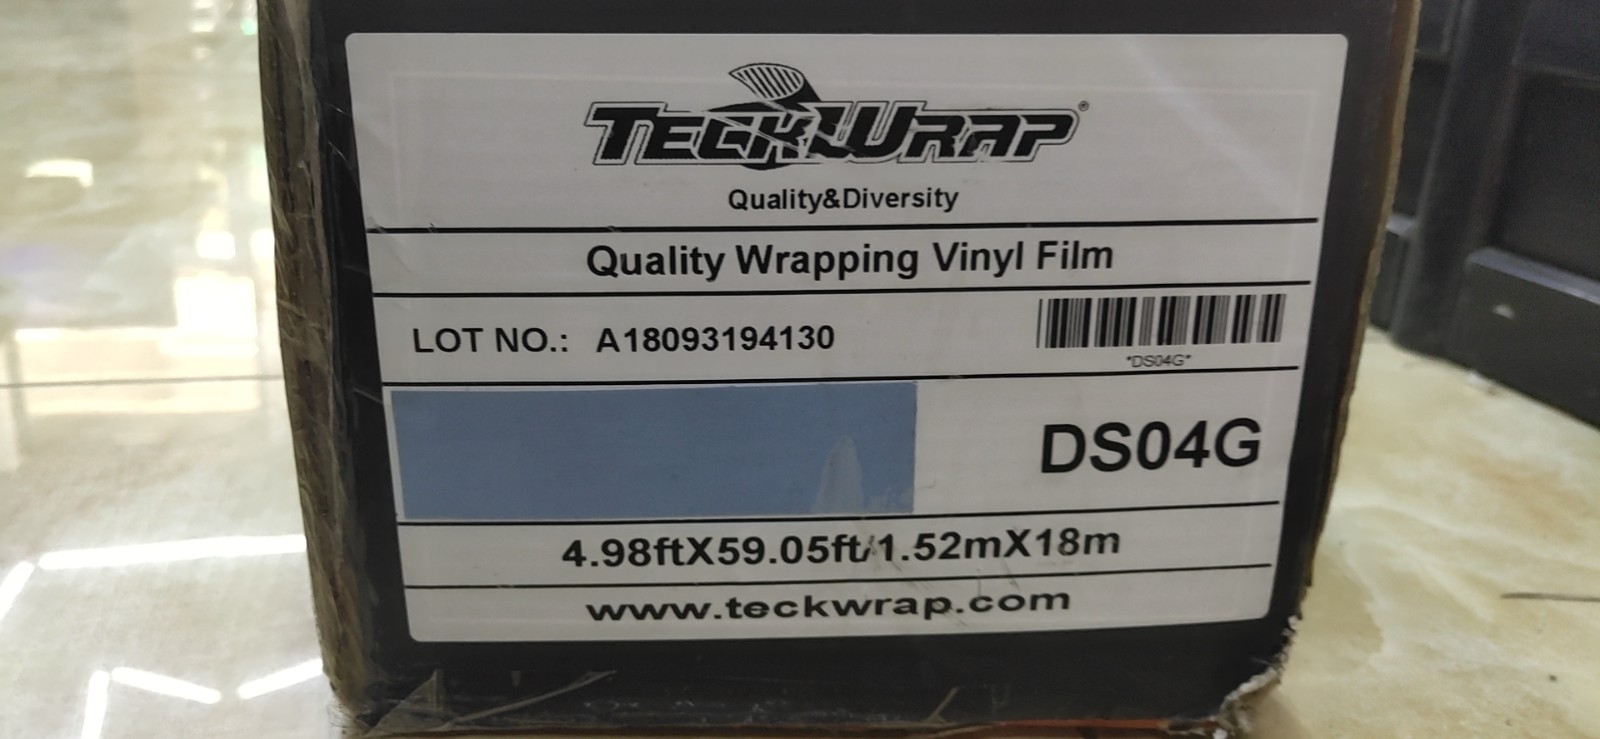 TECKWRAP®
Quality&Diversity
Quality Wrapping Vinyl Film
LOT NO.: A18093194130
*DS04G*
DS04G
4.98ftX59.05ft/1.52mX18m
www.teckwrap.com